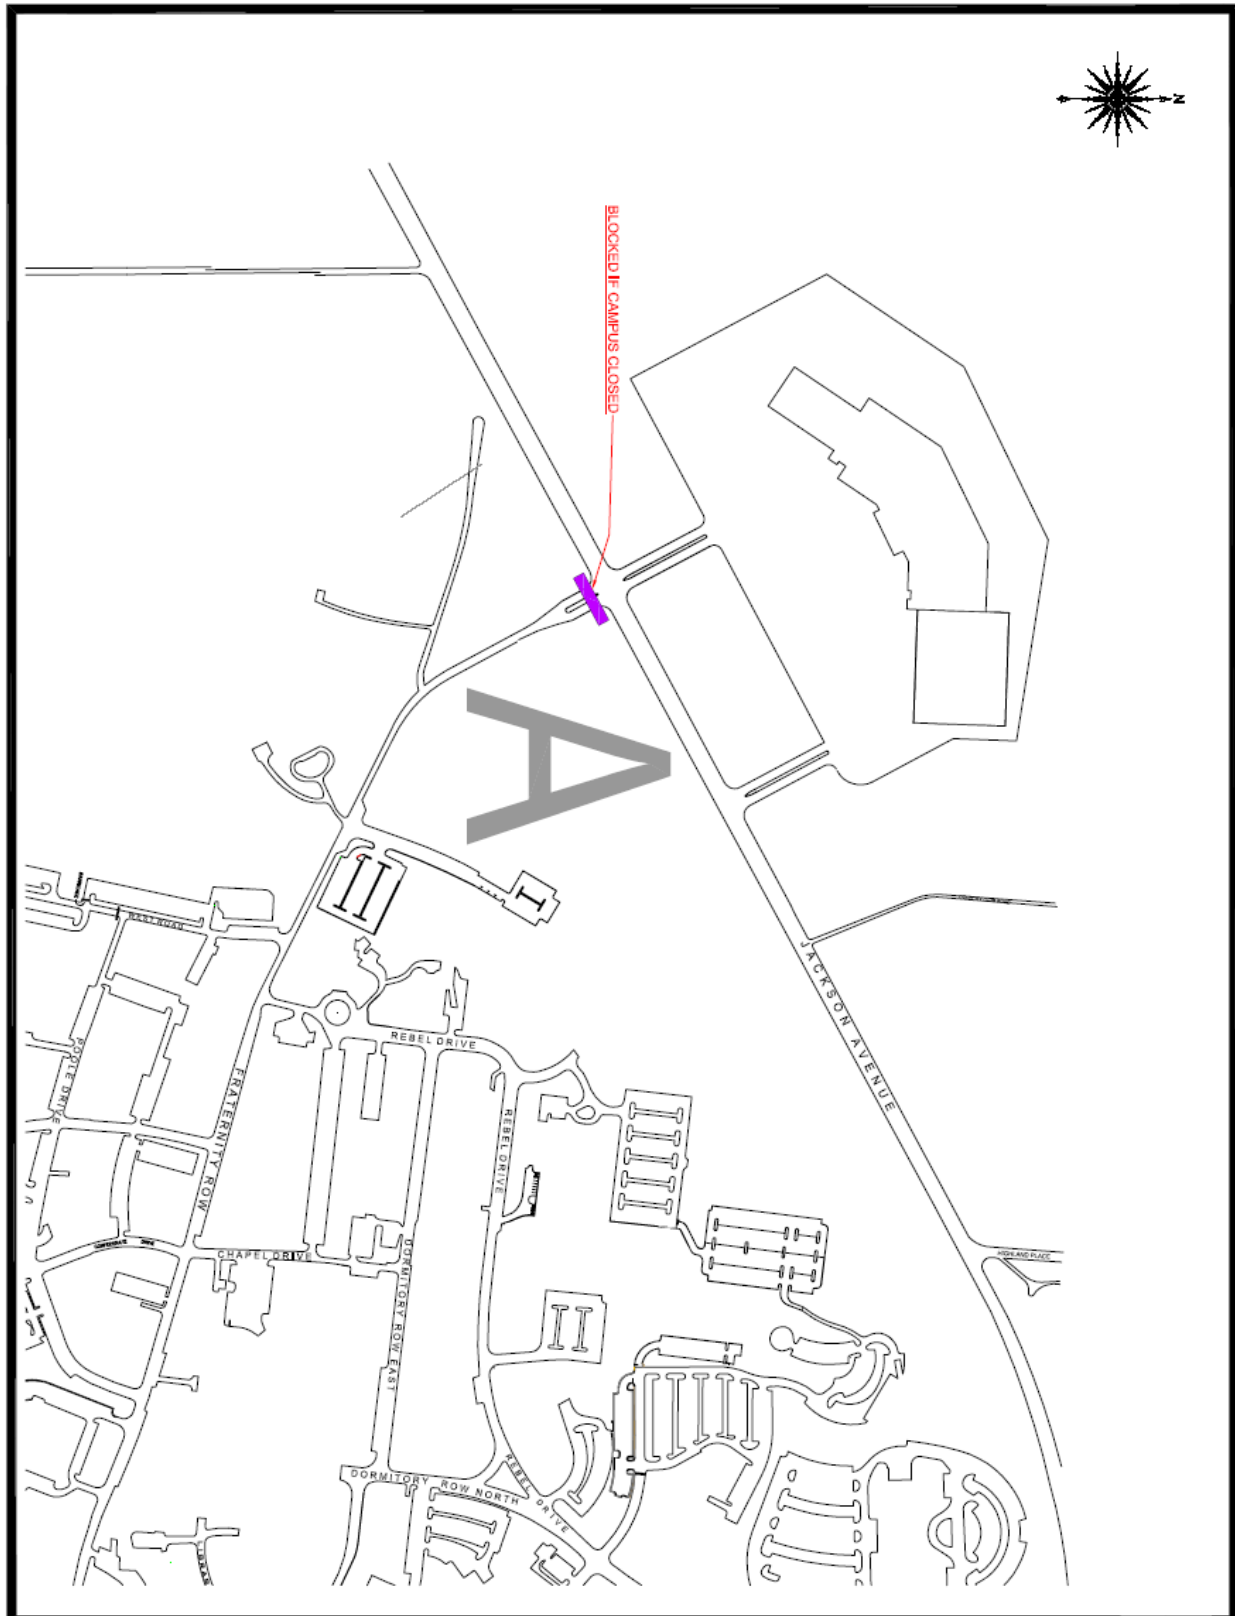 N
BLOCKED IF CAMPUS CLOSED
A
JACKSON AVENUE
REBEL DRIVE
FRATERNITY ROW
POOLE DRIVE
REBEL DRIVE
CHAPEL DRIVE
DORMITORY ROW EAST
HIGHLAND PLACE
DORMITORY ROW NORTH
REBEL DRIVE